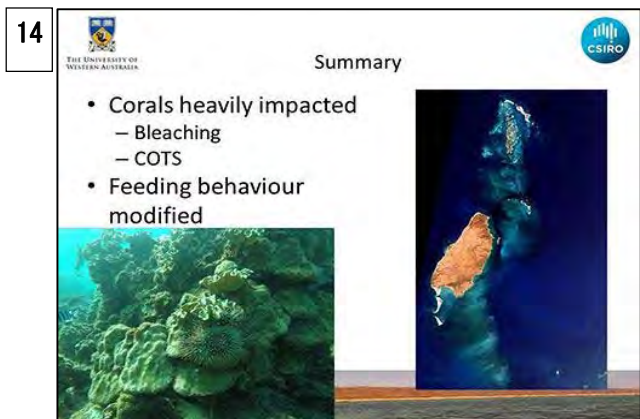 14
THE UNIVERSITY OF
WESTERN AUSTRALIA
Summary
CSIRO
• Corals heavily impacted
– Bleaching
– COTS
• Feeding behaviour
modified